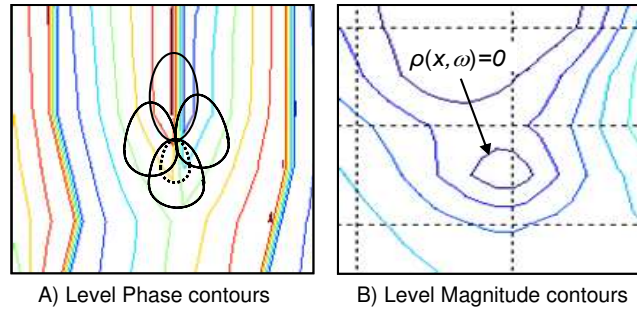 ρ(x,ω)=0
A) Level Phase contours
B) Level Magnitude contours